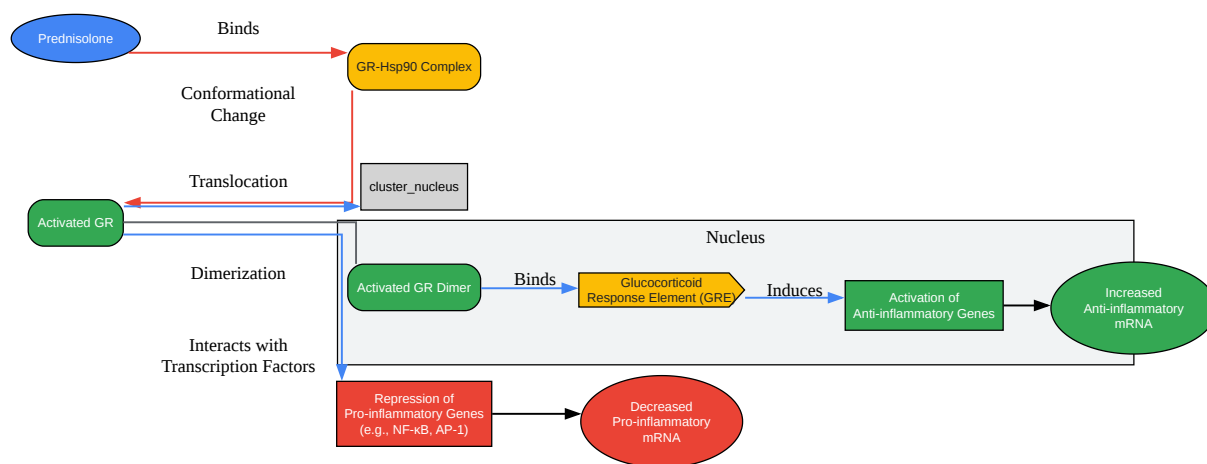 Prednisolone
Binds
GR-Hsp90 Complex
Conformational
Change
Translocation
cluster_nucleus
Activated GR
Nucleus
Dimerization
Activated GR Dimer
Binds
Glucocorticoid
Response Element (GRE)
Induces
Activation of
Anti-inflammatory Genes
Increased
Anti-inflammatory
mRNA
Interacts with
Transcription Factors
Repression of
Pro-inflammatory Genes
(e.g., NF-κB, AP-1)
Decreased
Pro-inflammatory
mRNA